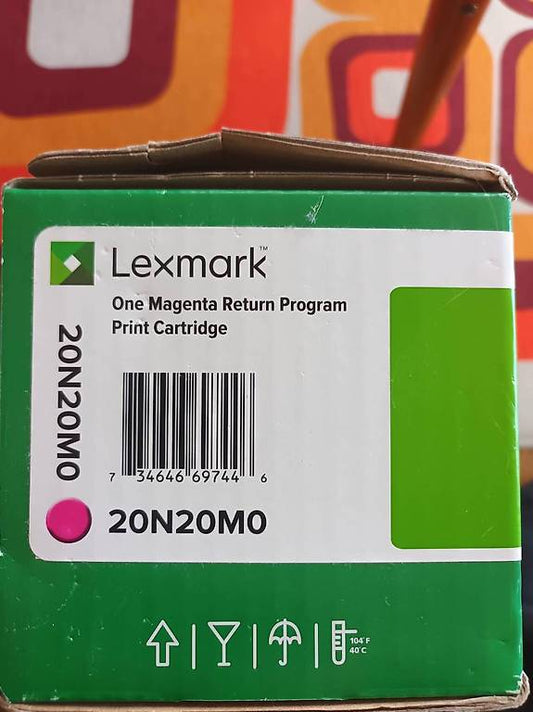 Lexmark™
One Magenta Return Program
Print Cartridge
20N20M0
7 34646 69744 6
20N20M0
104°F
40°C